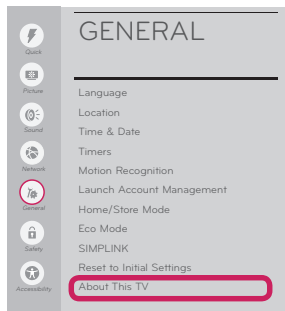 GENERAL
Quick
Picture
Sound
Network
General
Safety
Accessibility
Language
Location
Time & Date
Timers
Motion Recognition
Launch Account Management
Home/Store Mode
Eco Mode
SIMPLINK
Reset to Initial Settings
About This TV